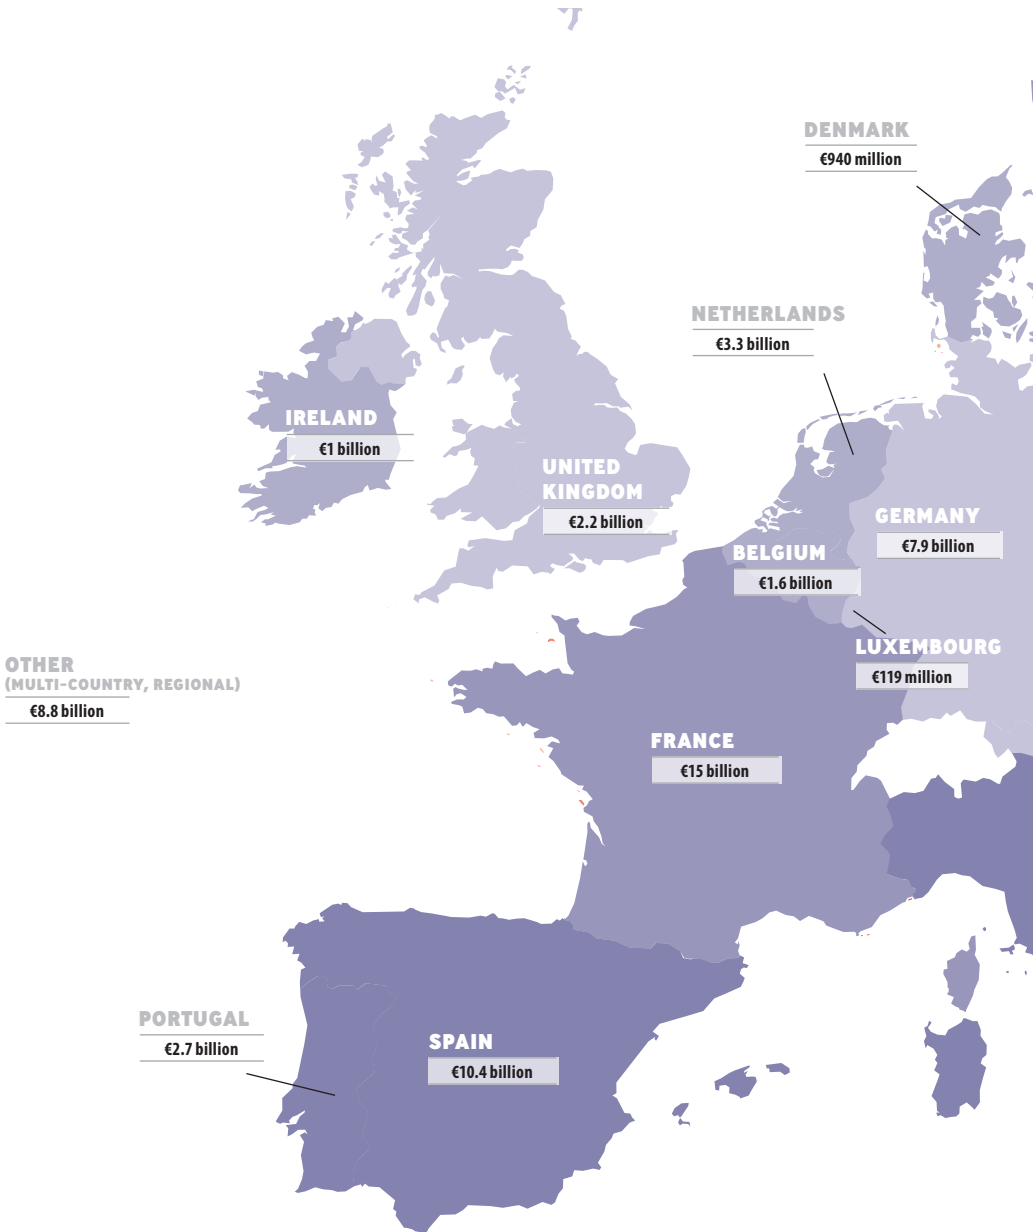 DENMARK
€940 million
NETHERLANDS
€3.3 billion
IRELAND
€1 billion
UNITED
KINGDOM
€2.2 billion
GERMANY
€7.9 billion
BELGIUM
€1.6 billion
LUXEMBOURG
€119 million
OTHER
(MULTI-COUNTRY, REGIONAL)
€8.8 billion
FRANCE
€15 billion
PORTUGAL
€2.7 billion
SPAIN
€10.4 billion